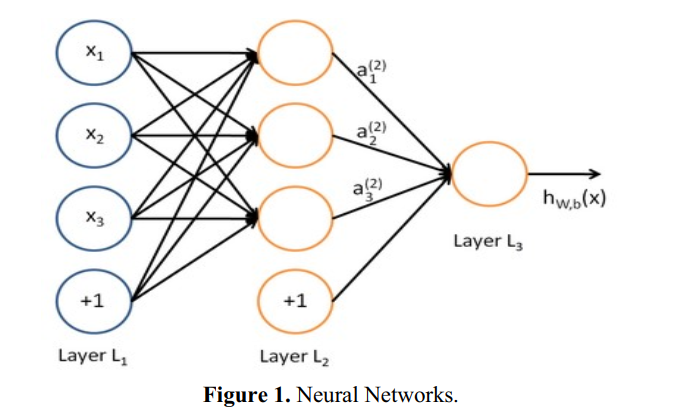 x₁
a₁⁽²⁾
x₂
a₂⁽²⁾
x₃
a₃⁽²⁾
h_W,b(x)
Layer L₃
+1
+1
Layer L₁
Layer L₂
Figure 1. Neural Networks.